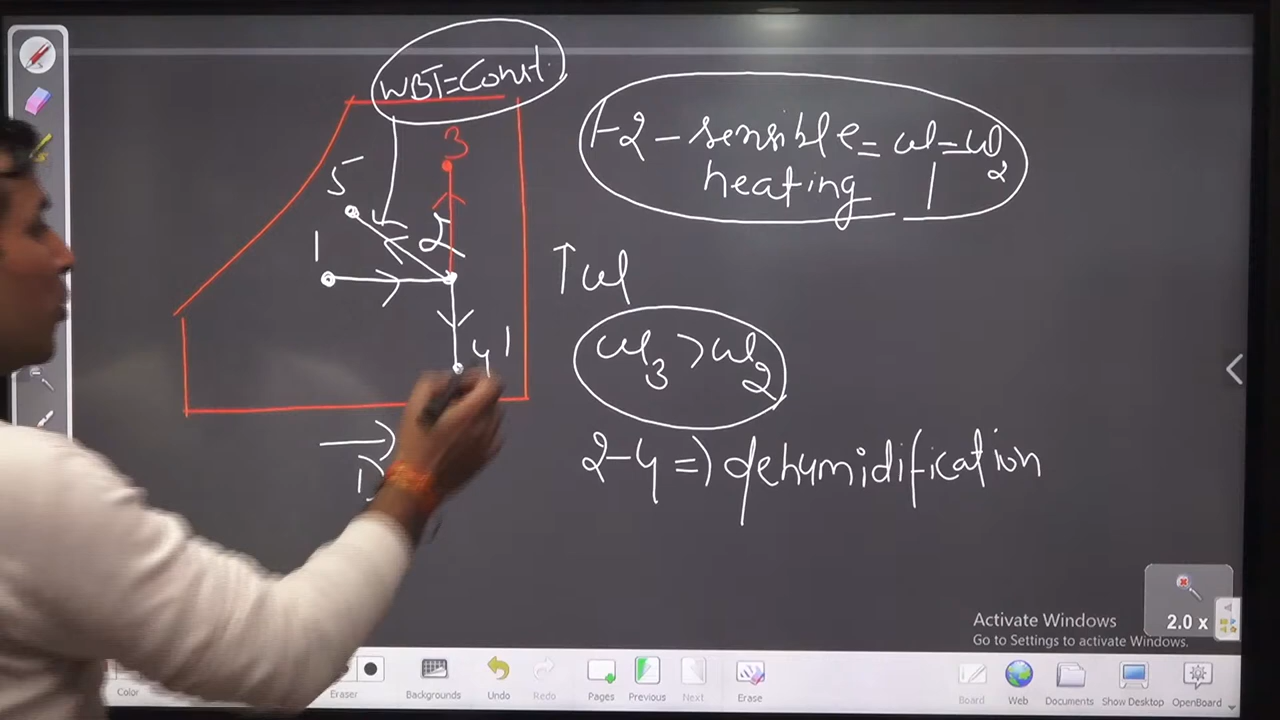 WBT=Const.
3
5
2
1
4
1-2-sensible = ω1=ω2
heating
↑ω
ω3>ω2
2-4=) dehumidification
Activate Windows
Go to Settings to activate Windows.
2.0 x
Color
Eraser
Backgrounds
Undo
Redo
Pages
Previous
Next
Erase
Board
Web
Documents
Show Desktop
OpenBoard